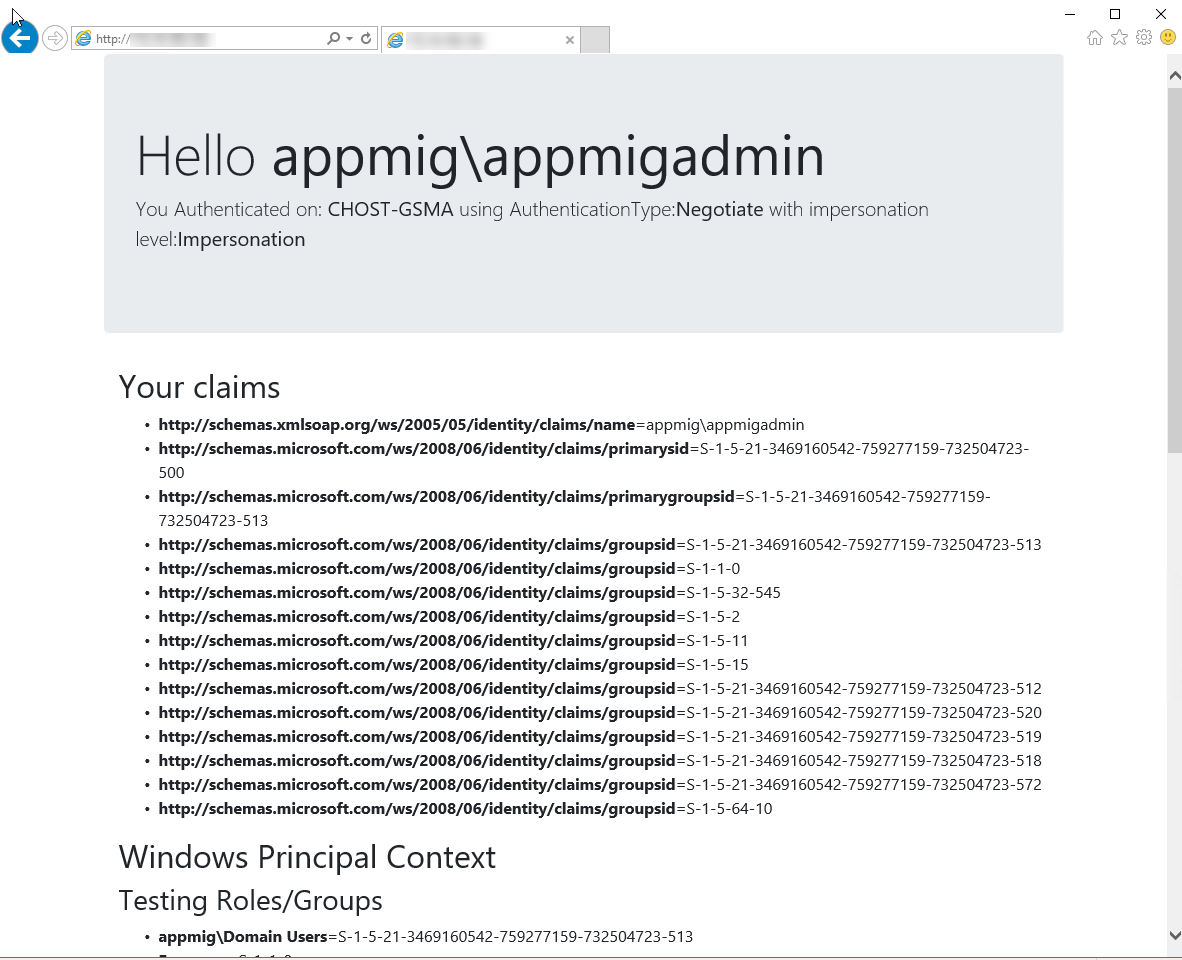 http://
Hello appmig\appmigadmin
You Authenticated on: CHOST-GSMA using AuthenticationType:Negotiate with impersonation
level:Impersonation
Your claims
• http://schemas.xmlsoap.org/ws/2005/05/identity/claims/name=appmig\appmigadmin
• http://schemas.microsoft.com/ws/2008/06/identity/claims/primarysid=S-1-5-21-3469160542-759277159-732504723-
500
• http://schemas.microsoft.com/ws/2008/06/identity/claims/primarygroupsid=S-1-5-21-3469160542-759277159-
732504723-513
• http://schemas.microsoft.com/ws/2008/06/identity/claims/groupsid=S-1-5-21-3469160542-759277159-732504723-513
• http://schemas.microsoft.com/ws/2008/06/identity/claims/groupsid=S-1-1-0
• http://schemas.microsoft.com/ws/2008/06/identity/claims/groupsid=S-1-5-32-545
• http://schemas.microsoft.com/ws/2008/06/identity/claims/groupsid=S-1-5-2
• http://schemas.microsoft.com/ws/2008/06/identity/claims/groupsid=S-1-5-11
• http://schemas.microsoft.com/ws/2008/06/identity/claims/groupsid=S-1-5-15
• http://schemas.microsoft.com/ws/2008/06/identity/claims/groupsid=S-1-5-21-3469160542-759277159-732504723-512
• http://schemas.microsoft.com/ws/2008/06/identity/claims/groupsid=S-1-5-21-3469160542-759277159-732504723-520
• http://schemas.microsoft.com/ws/2008/06/identity/claims/groupsid=S-1-5-21-3469160542-759277159-732504723-519
• http://schemas.microsoft.com/ws/2008/06/identity/claims/groupsid=S-1-5-21-3469160542-759277159-732504723-518
• http://schemas.microsoft.com/ws/2008/06/identity/claims/groupsid=S-1-5-21-3469160542-759277159-732504723-572
• http://schemas.microsoft.com/ws/2008/06/identity/claims/groupsid=S-1-5-64-10
Windows Principal Context
Testing Roles/Groups
• appmig\Domain Users=S-1-5-21-3469160542-759277159-732504723-513